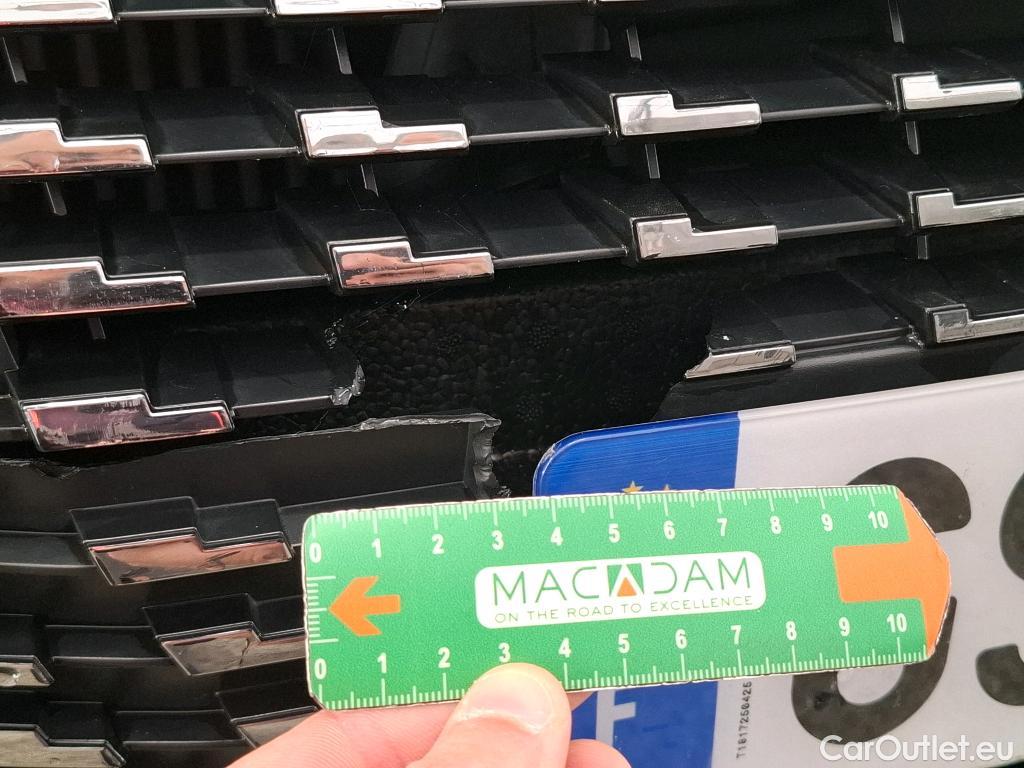 0 1 2 3 4 5 6 7 8 9 10
MACADAM
ON THE ROAD TO EXCELLENCE
0 1 2 3 4 5 6 7 8 9 10
F
T1617256425
CarOutlet.eu